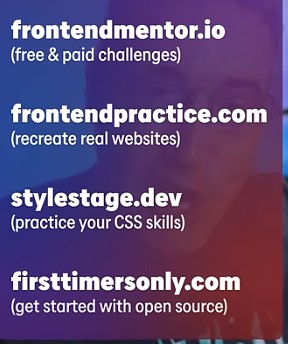 frontendmentor.io
(free & paid challenges)
frontendpractice.com
(recreate real websites)
stylestage.dev
(practice your CSS skills)
firsttimersonly.com
(get started with open source)